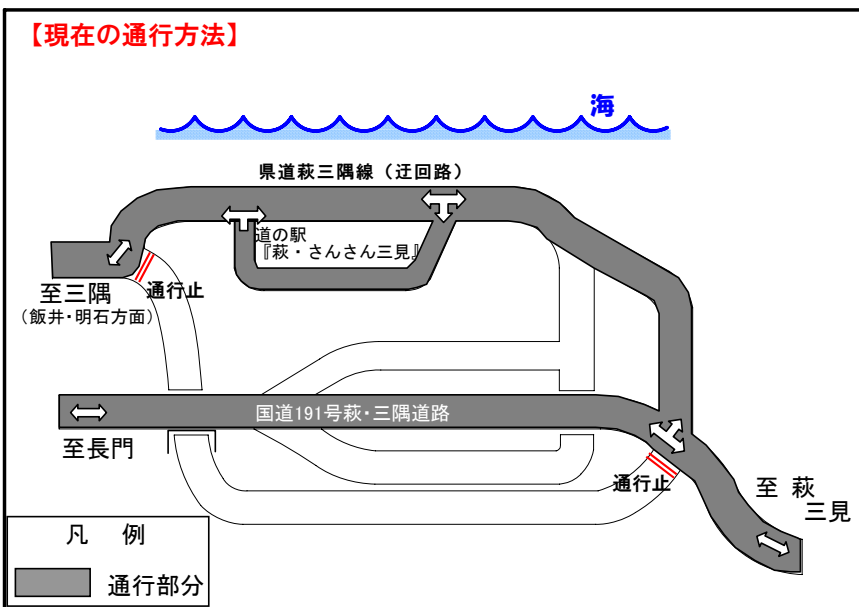 【現在の通行方法】
海
県道萩三隅線（迂回路）
道の駅
『萩・さんさん三見』
通行止
至三隅
（飯井・明石方面）
国道191号萩・三隅道路
至長門
通行止
至 萩
三見
凡 例
通行部分